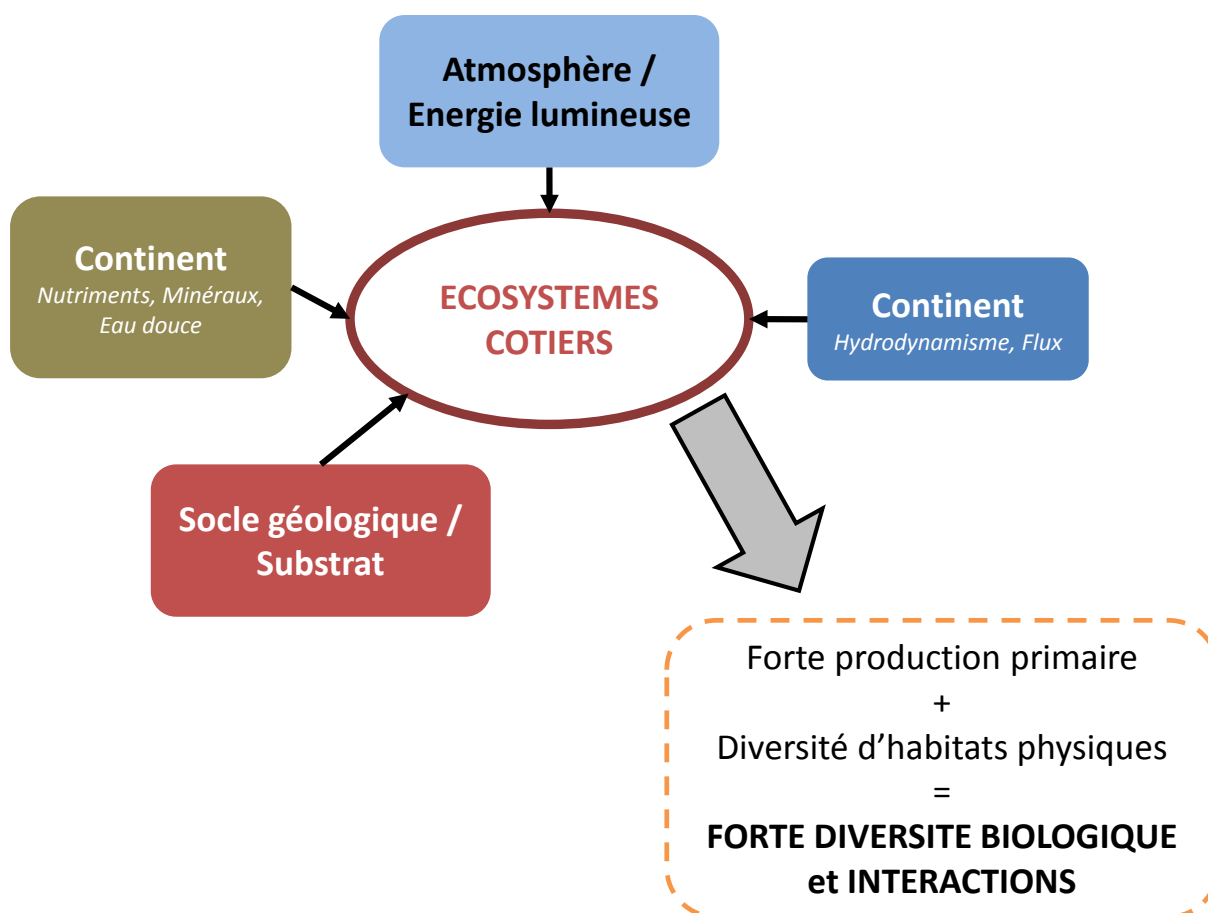 Atmosphère /
Energie lumineuse
Continent
Nutriments, Minéraux,
Eau douce
ECOSYSTEMES
COTIERS
Continent
Hydrodynamisme, Flux
Socle géologique /
Substrat
Forte production primaire
+
Diversité d’habitats physiques
=
FORTE DIVERSITE BIOLOGIQUE
et INTERACTIONS